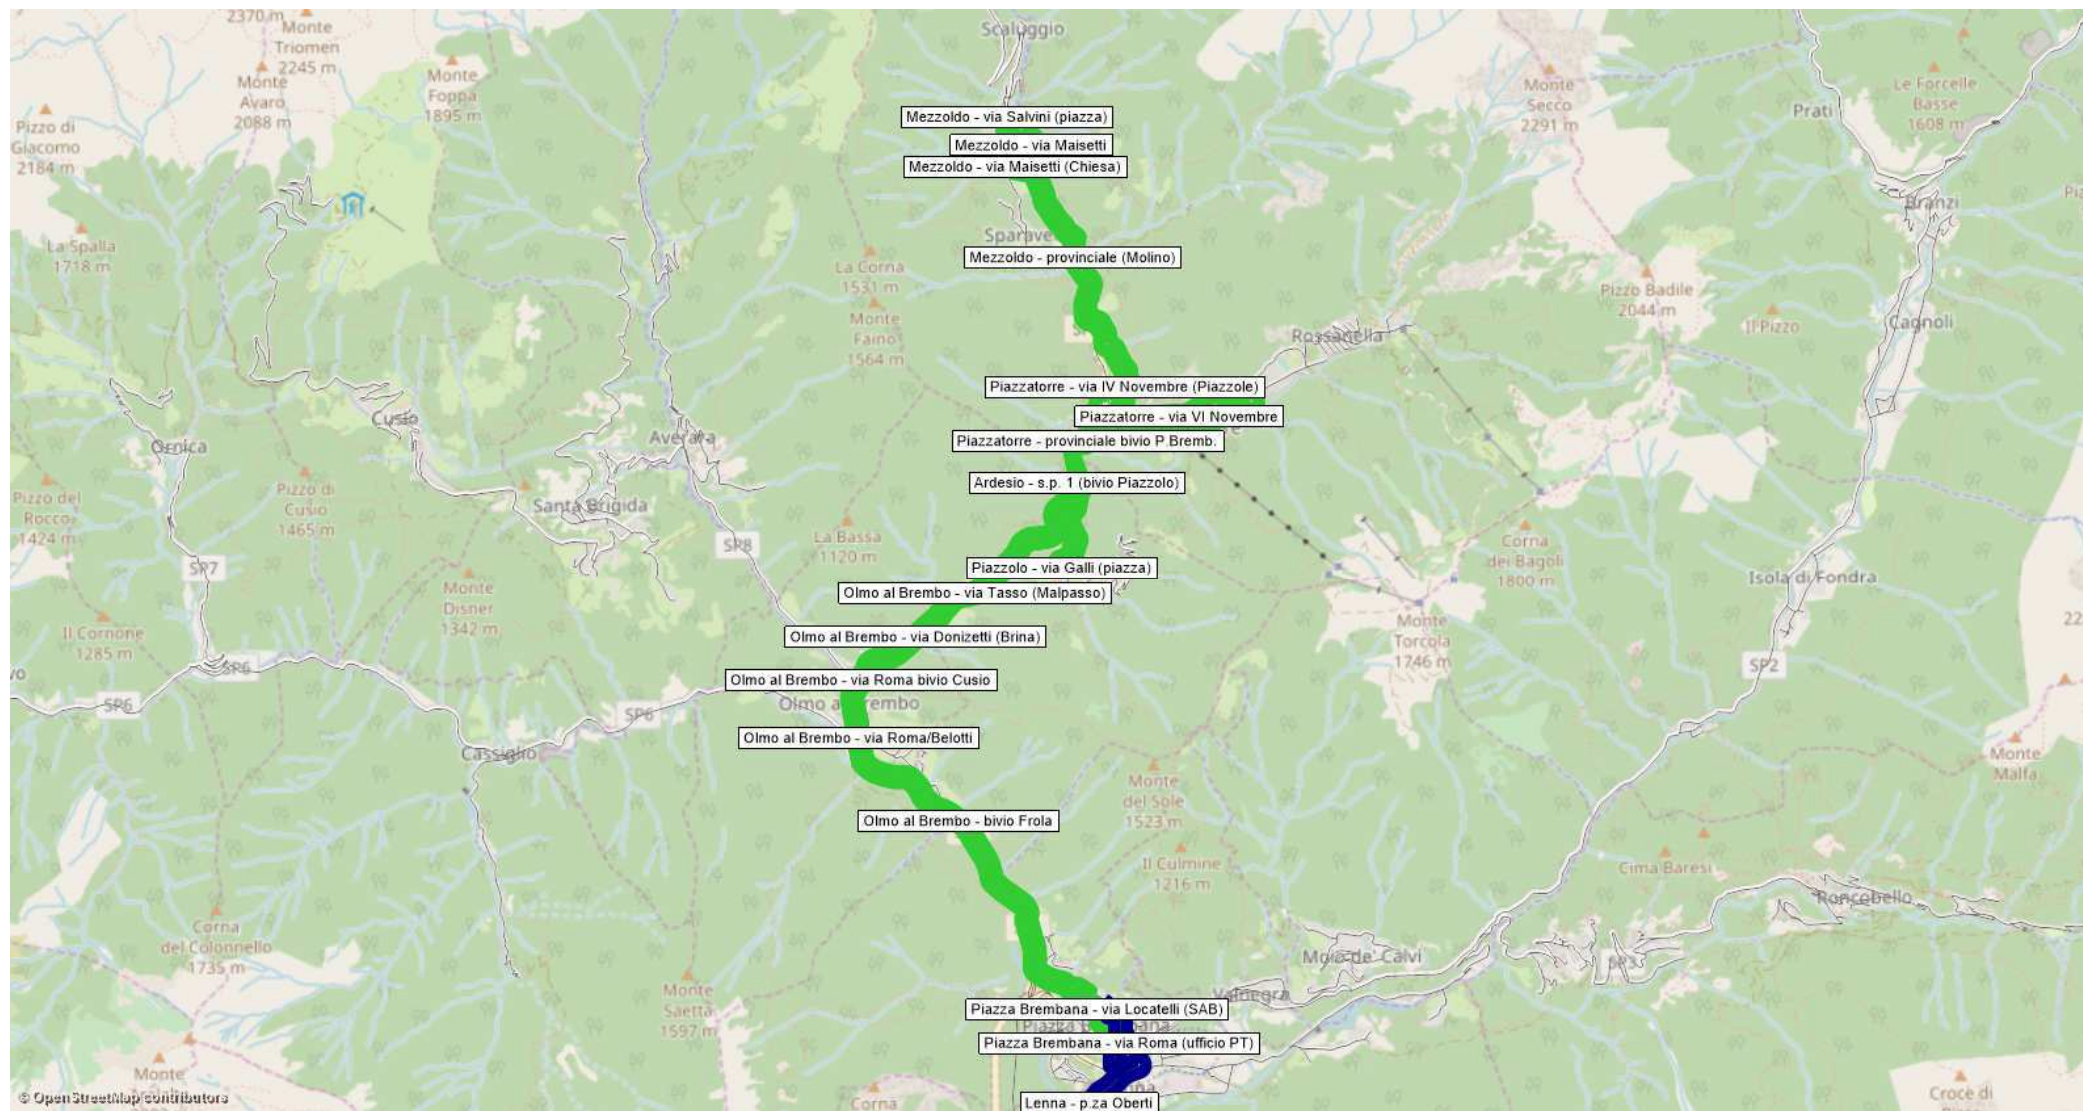 2370 m
Monte
Triomen
2245 m
Scaluggio
Monte
Avaro
2088 m
Monte
Foppa
1895 m
Monte
Secco
2291 m
Le Forcelle
Basse
1608 m
Prati
Pizzo di
Giacomo
2184 m
Mezzoldo - via Salvini (piazza)
Mezzoldo - via Maisetti
Mezzoldo - via Maisetti (Chiesa)
Branzi
La Spalla
1718 m
Sparave
Mezzoldo - provinciale (Molino)
La Corna
1531 m
Pizzo Badile
2044 m
Monte
Faino
1564 m
Il Pizzo
Cagnoli
Rossanella
Piazzatorre - via IV Novembre (Piazzole)
Piazzatorre - via VI Novembre
Piazzatorre - provinciale bivio P.Bremb.
Cusio
Ornica
Averara
Ardesio - s.p. 1 (bivio Piazzolo)
Pizzo del
Rocco
1424 m
Pizzo di
Cusio
1465 m
Santa Brigida
La Bassa
1120 m
SP8
Corna
dei Bagoli
1800 m
SP7
Piazzolo - via Galli (piazza)
Isola di Fondra
Monte
Disner
1342 m
Olmo al Brembo - via Tasso (Malpasso)
Il Cornone
1285 m
Olmo al Brembo - via Donizetti (Brina)
Monte
Torcola
1746 m
SP6
SP2
Olmo al Brembo - via Roma bivio Cusio
SP6
SP6
Olmo a rembo
Olmo al Brembo - via Roma/Belotti
Cassiglio
Monte
Malfa
Monte
del Sole
1523 m
Olmo al Brembo - bivio Frola
Il Culmine
1216 m
Cima Baresi
Roncobello
Corna
del Colonnello
1735 m
Moio de' Calvi
SP3
Monte
Saetta
1597 m
Valnegra
Piazza Brembana - via Locatelli (SAB)
Piazza B bana
Piazza Brembana - via Roma (ufficio PT)
Monte
© OpenStreetMap contributors
Corna
Lenna - p.za Oberti
Croce di